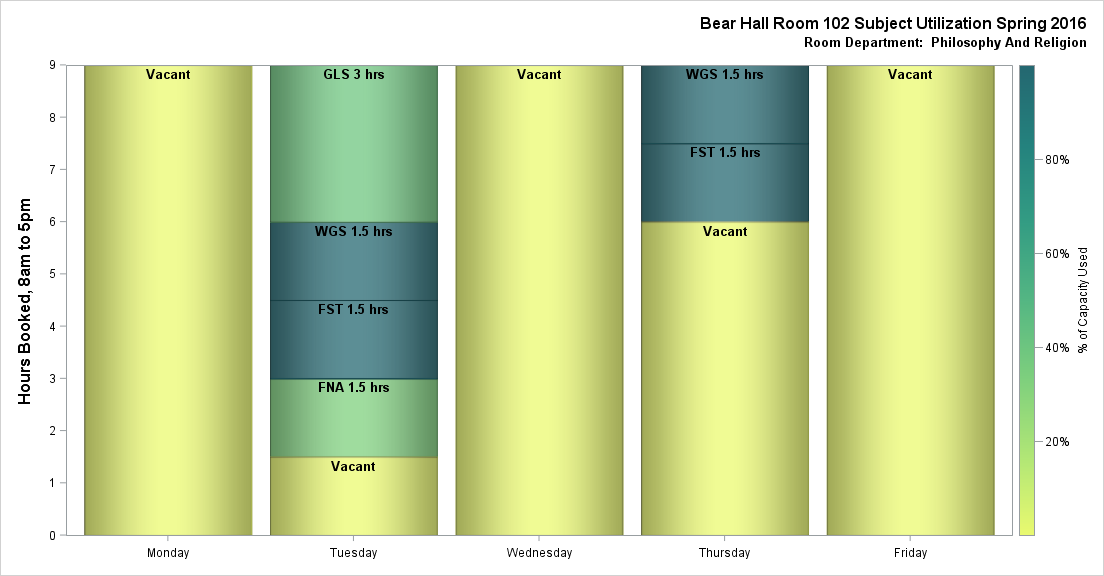 Bear Hall Room 102 Subject Utilization Spring 2016
Room Department:  Philosophy And Religion
Hours Booked, 8am to 5pm
9
8
7
6
5
4
3
2
1
0
Vacant
GLS 3 hrs
WGS 1.5 hrs
FST 1.5 hrs
FNA 1.5 hrs
Vacant
Vacant
WGS 1.5 hrs
FST 1.5 hrs
Vacant
Vacant
Monday
Tuesday
Wednesday
Thursday
Friday
80%
60%
40%
20%
% of Capacity Used